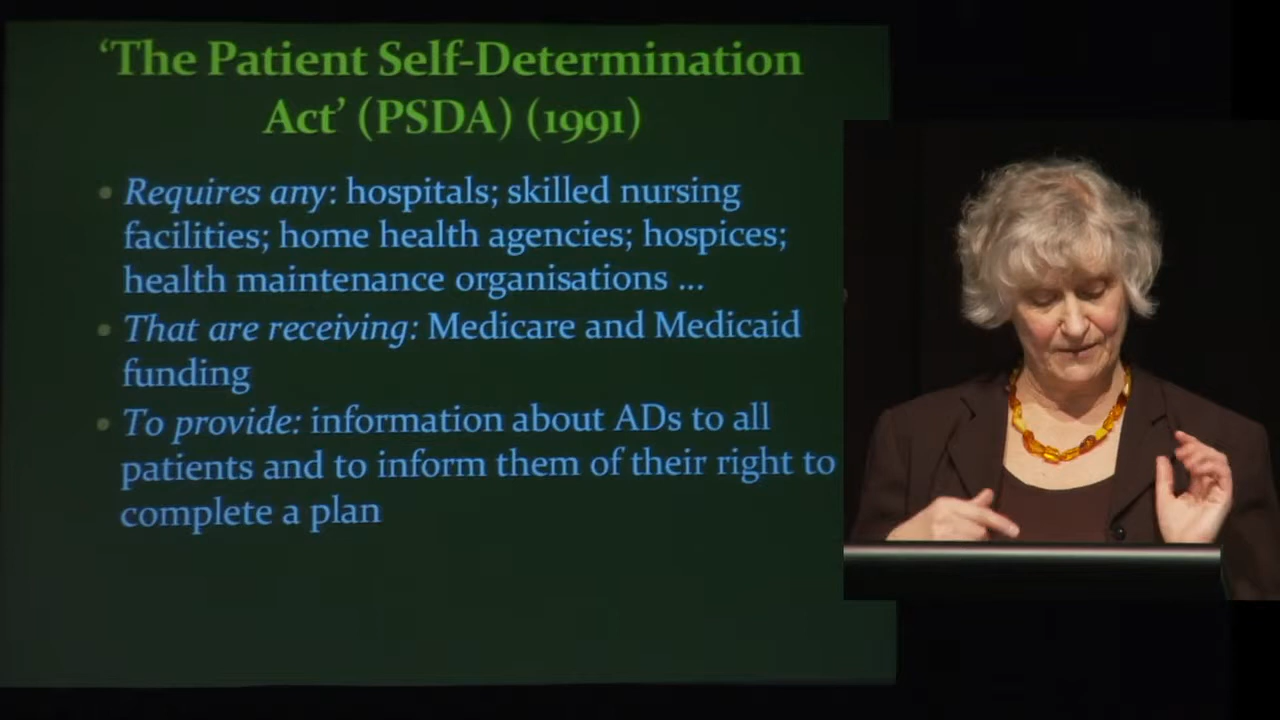 ‘The Patient Self-Determination
Act’ (PSDA) (1991)
• Requires any: hospitals; skilled nursing
facilities; home health agencies; hospices;
health maintenance organisations ...
• That are receiving: Medicare and Medicaid
funding
• To provide: information about ADs to all
patients and to inform them of their right to
complete a plan